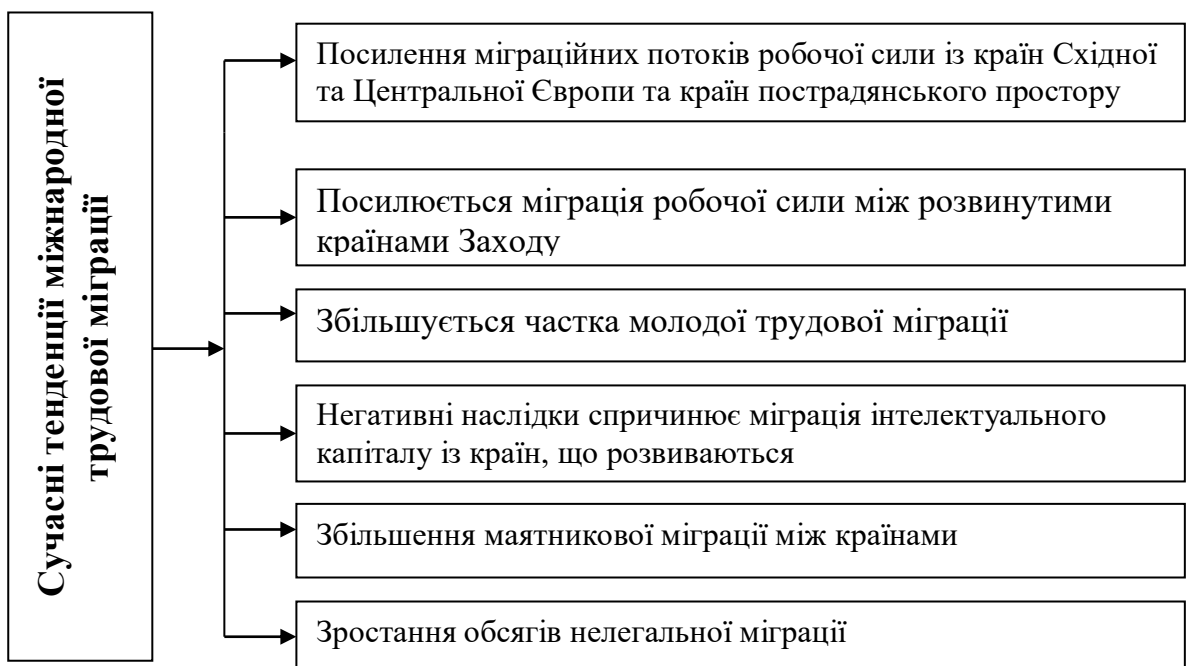 Сучасні тенденції міжнародної
трудової міграції
Посилення міграційних потоків робочої сили із країн Східної
та Центральної Європи та країн пострадянського простору
Посилюється міграція робочої сили між розвинутими
країнами Заходу
Збільшується частка молодої трудової міграції
Негативні наслідки спричинює міграція інтелектуального
капіталу із країн, що розвиваються
Збільшення маятникової міграції між країнами
Зростання обсягів нелегальної міграції